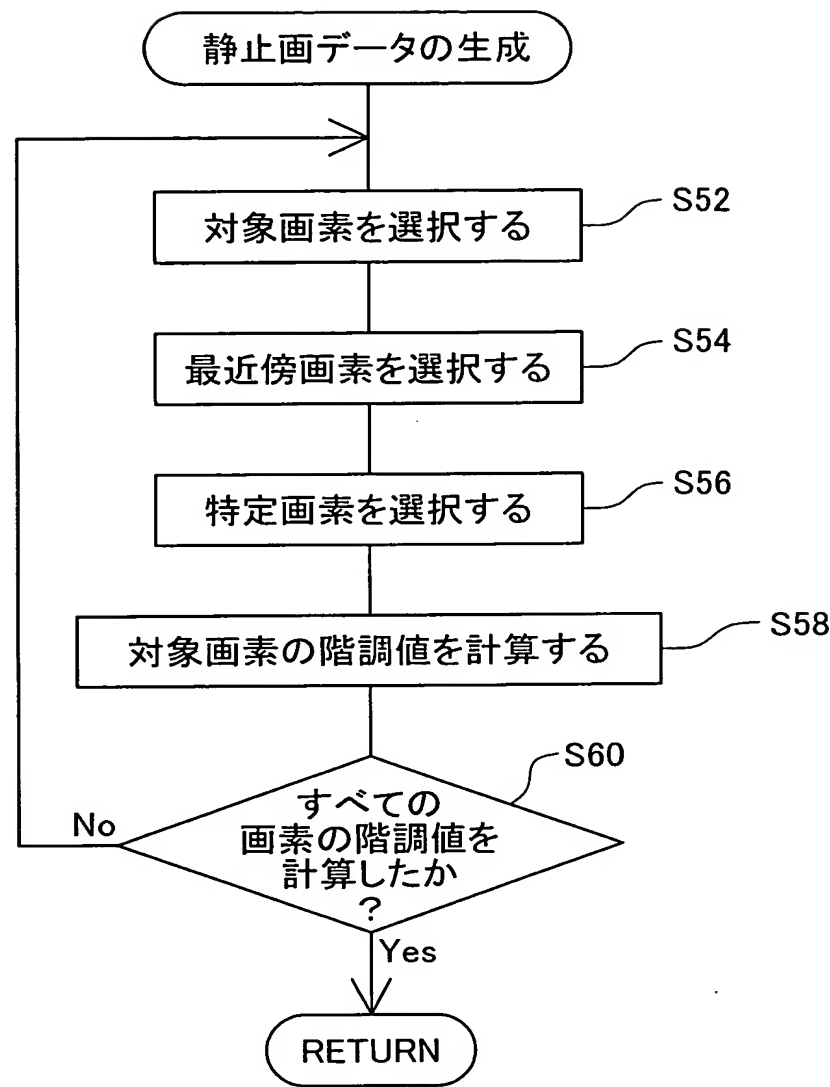 静止画データの生成
対象画素を選択する
S52
最近傍画素を選択する
S54
特定画素を選択する
S56
対象画素の階調値を計算する
S58
すべての
画素の階調値を
計算したか
?
S60
No
Yes
RETURN